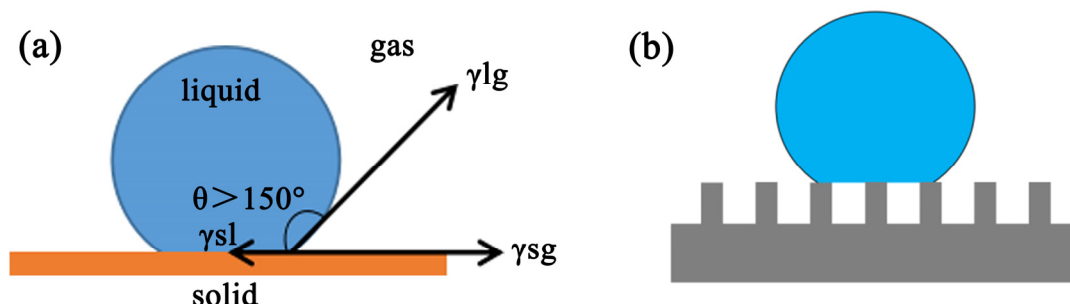 (a)
gas
γlg
liquid
θ＞150°
γsl
γsg
solid
(b)